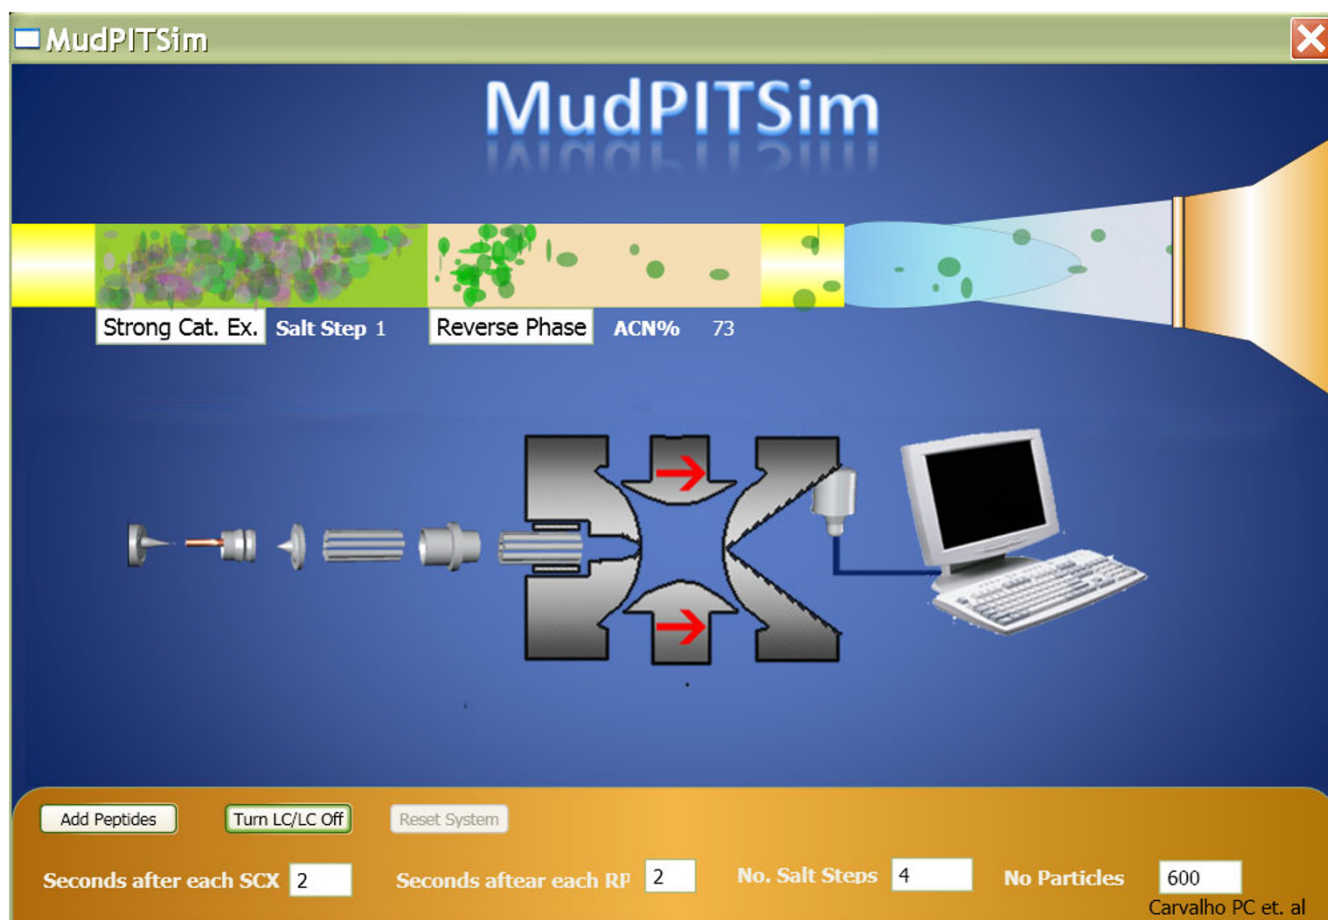 MudPITSim
MudPITSim
Strong Cat. Ex. Salt Step 1 Reverse Phase ACN% 73
Add Peptides Turn LC/LC Off Reset System
Seconds after each SCX 2 Seconds aftear each RP 2 No. Salt Steps 4 No Particles 600
Carvalho PC et. al